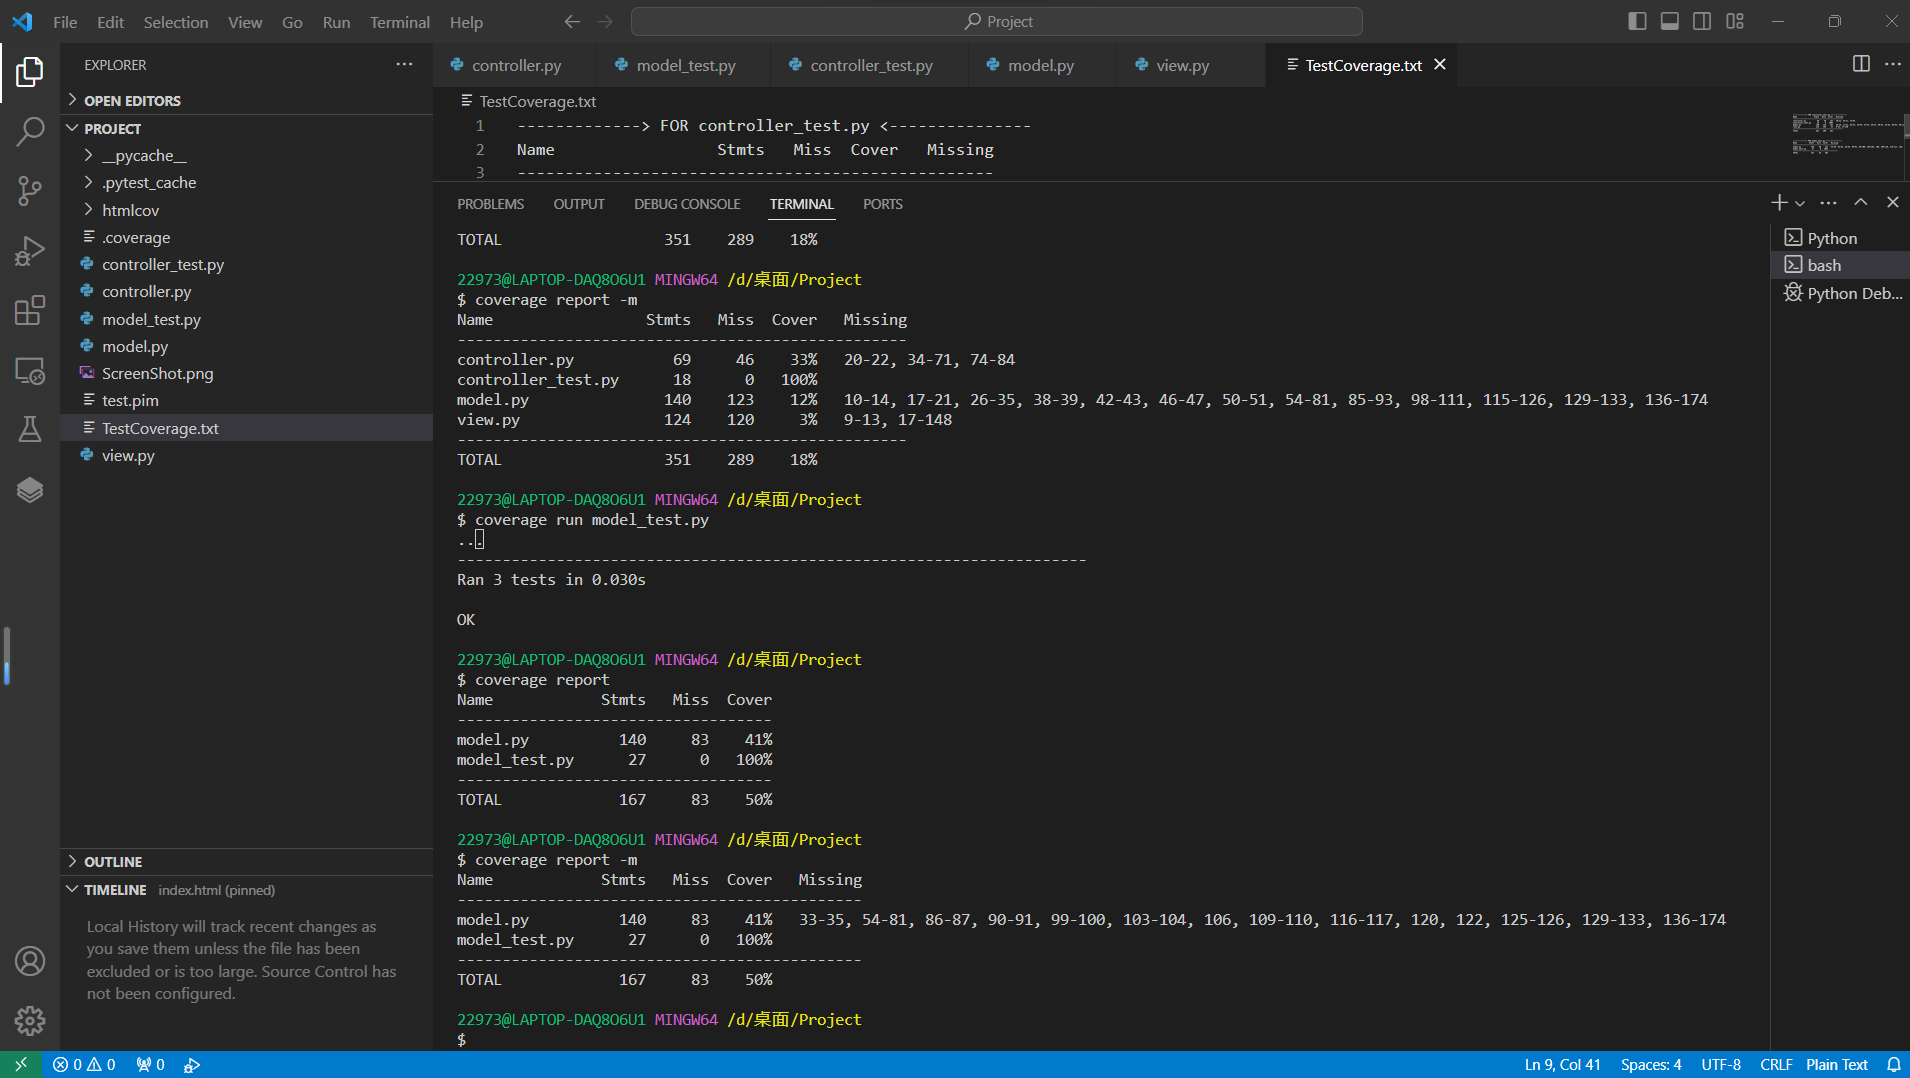 File Edit Selection View Go Run Terminal Help
Project
EXPLORER
OPEN EDITORS
PROJECT
__pycache__
.pytest_cache
htmlcov
.coverage
controller_test.py
controller.py
model_test.py
model.py
ScreenShot.png
test.pim
TestCoverage.txt
view.py
OUTLINE
TIMELINE index.html (pinned)
Local History will track recent changes as
you save them unless the file has been
excluded or is too large. Source Control has
not been configured.
controller.py model_test.py controller_test.py model.py view.py TestCoverage.txt
TestCoverage.txt
1 -------------> FOR controller_test.py <---------------
2 Name Stmts Miss Cover Missing
3 --------------------------------------------------
PROBLEMS OUTPUT DEBUG CONSOLE TERMINAL PORTS
TOTAL 351 289 18%
22973@LAPTOP-DAQ8O6U1 MINGW64 /d/桌面/Project
$ coverage report -m
Name Stmts Miss Cover Missing
--------------------------------------------------
controller.py 69 46 33% 20-22, 34-71, 74-84
controller_test.py 18 0 100%
model.py 140 123 12% 10-14, 17-21, 26-35, 38-39, 42-43, 46-47, 50-51, 54-81, 85-93, 98-111, 115-126, 129-133, 136-174
view.py 124 120 3% 9-13, 17-148
--------------------------------------------------
TOTAL 351 289 18%
22973@LAPTOP-DAQ8O6U1 MINGW64 /d/桌面/Project
$ coverage run model_test.py
...
----------------------------------------------------------------------
Ran 3 tests in 0.030s
OK
22973@LAPTOP-DAQ8O6U1 MINGW64 /d/桌面/Project
$ coverage report
Name Stmts Miss Cover
-----------------------------------
model.py 140 83 41%
model_test.py 27 0 100%
-----------------------------------
TOTAL 167 83 50%
22973@LAPTOP-DAQ8O6U1 MINGW64 /d/桌面/Project
$ coverage report -m
Name Stmts Miss Cover Missing
---------------------------------------------
model.py 140 83 41% 33-35, 54-81, 86-87, 90-91, 99-100, 103-104, 106, 109-110, 116-117, 120, 122, 125-126, 129-133, 136-174
model_test.py 27 0 100%
---------------------------------------------
TOTAL 167 83 50%
22973@LAPTOP-DAQ8O6U1 MINGW64 /d/桌面/Project
$
Python
bash
Python Deb...
0 0 0
Ln 9, Col 41 Spaces: 4 UTF-8 CRLF Plain Text